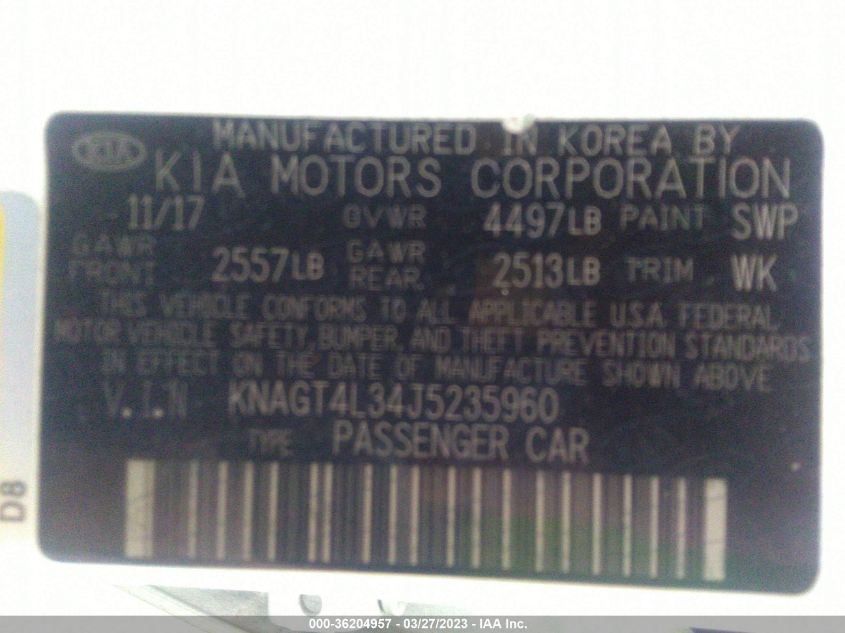 MANUFACTURED IN KOREA BY
KIA KIA MOTORS CORPORATION
11/17 GVWR 4497LB PAINT SWP
GAWR FRONT 2557LB GAWR REAR 2513LB TRIM WK
THIS VEHICLE CONFORMS TO ALL APPLICABLE U.S.A. FEDERAL
MOTOR VEHICLE SAFETY, BUMPER, AND THEFT PREVENTION STANDARDS
IN EFFECT ON THE DATE OF MANUFACTURE SHOWN ABOVE
V.I.N KNAGT4L34J5235960
TYPE PASSENGER CAR
D8
000-36204957 - 03/27/2023 - IAA Inc.